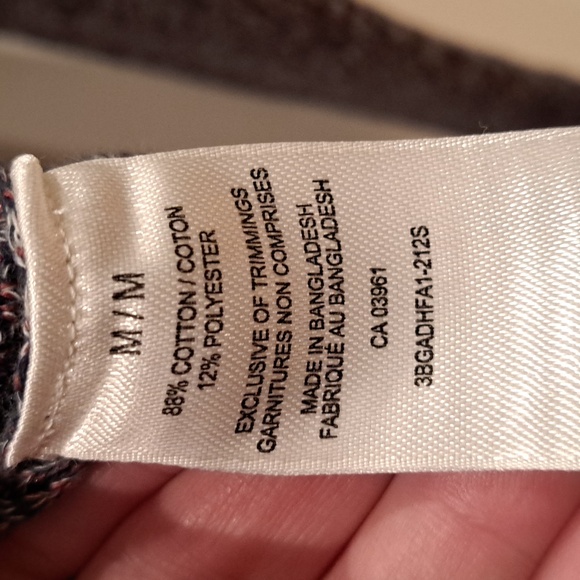 M / M
88% COTTON / COTON
12% POLYESTER
EXCLUSIVE OF TRIMMINGS
GARNITURES NON COMPRISES
MADE IN BANGLADESH
FABRIQUÉ AU BANGLADESH
CA 03961
3BGADHFA1-212S